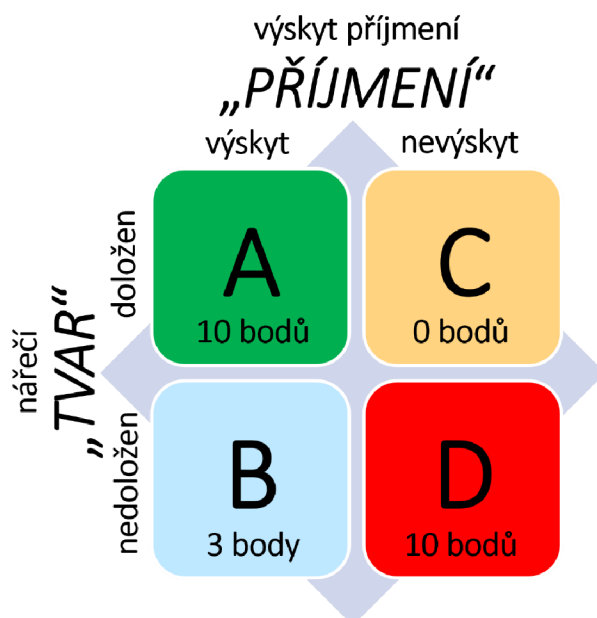 výskyt příjmení
„PŘÍJMENÍ“
výskyt
nevýskyt
nářečí
„TVAR“
doložen
nedoložen
A
10 bodů
C
0 bodů
B
3 body
D
10 bodů